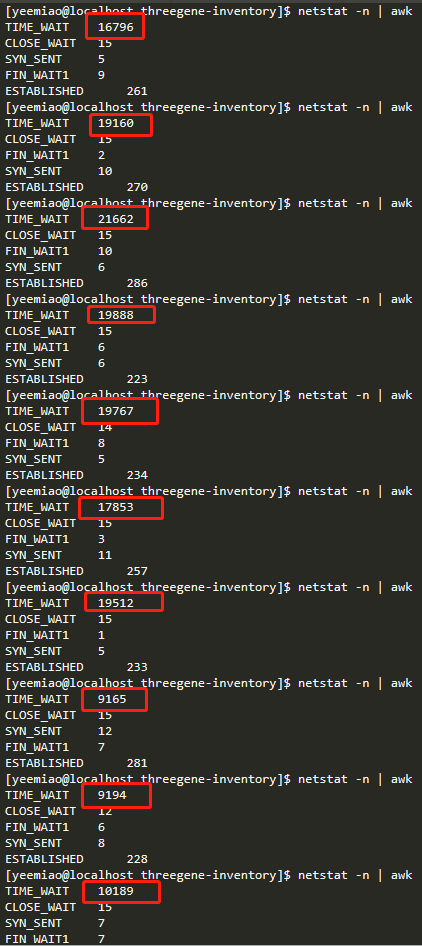 [yeemiao@localhost threegene-inventory]$ netstat -n | awk
TIME_WAIT 16796
CLOSE_WAIT 15
SYN_SENT 5
FIN_WAIT1 9
ESTABLISHED 261
[yeemiao@localhost threegene-inventory]$ netstat -n | awk
TIME_WAIT 19160
CLOSE_WAIT 15
FIN_WAIT1 2
SYN_SENT 10
ESTABLISHED 270
[yeemiao@localhost threegene-inventory]$ netstat -n | awk
TIME_WAIT 21662
CLOSE_WAIT 15
FIN_WAIT1 10
SYN_SENT 6
ESTABLISHED 286
[yeemiao@localhost threegene-inventory]$ netstat -n | awk
TIME_WAIT 19888
CLOSE_WAIT 15
FIN_WAIT1 6
SYN_SENT 6
ESTABLISHED 223
[yeemiao@localhost threegene-inventory]$ netstat -n | awk
TIME_WAIT 19767
CLOSE_WAIT 14
FIN_WAIT1 8
SYN_SENT 5
ESTABLISHED 234
[yeemiao@localhost threegene-inventory]$ netstat -n | awk
TIME_WAIT 17853
CLOSE_WAIT 15
FIN_WAIT1 3
SYN_SENT 11
ESTABLISHED 257
[yeemiao@localhost threegene-inventory]$ netstat -n | awk
TIME_WAIT 19512
CLOSE_WAIT 15
FIN_WAIT1 1
SYN_SENT 5
ESTABLISHED 233
[yeemiao@localhost threegene-inventory]$ netstat -n | awk
TIME_WAIT 9165
CLOSE_WAIT 15
SYN_SENT 12
FIN_WAIT1 7
ESTABLISHED 281
[yeemiao@localhost threegene-inventory]$ netstat -n | awk
TIME_WAIT 9194
CLOSE_WAIT 12
FIN_WAIT1 6
SYN_SENT 8
ESTABLISHED 228
[yeemiao@localhost threegene-inventory]$ netstat -n | awk
TIME_WAIT 10189
CLOSE_WAIT 15
SYN_SENT 7
FIN_WAIT1 7